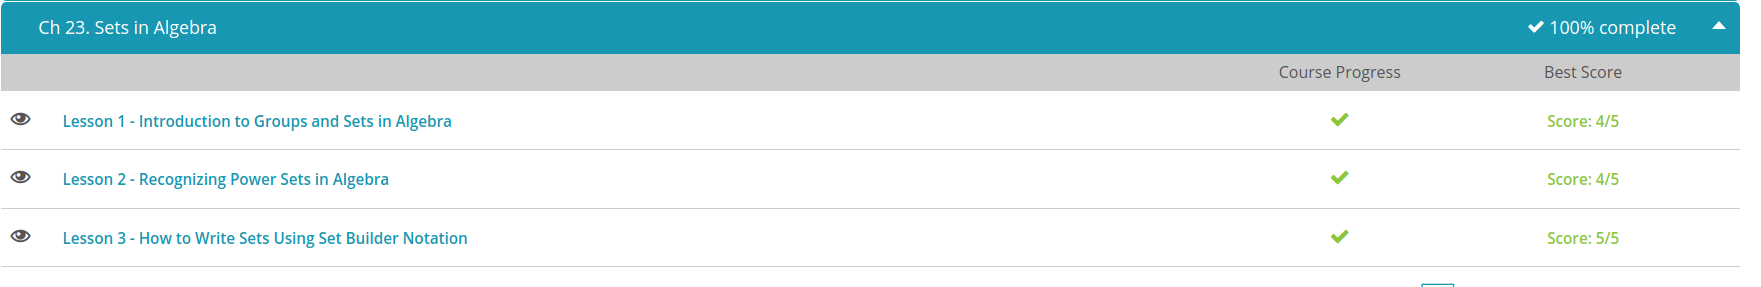 Ch 23. Sets in Algebra 100% complete
Course Progress Best Score
Lesson 1 - Introduction to Groups and Sets in Algebra Score: 4/5
Lesson 2 - Recognizing Power Sets in Algebra Score: 4/5
Lesson 3 - How to Write Sets Using Set Builder Notation Score: 5/5